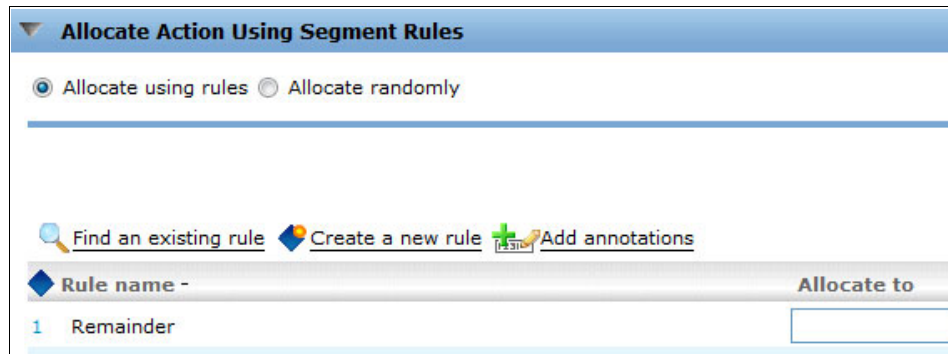 Allocate Action Using Segment Rules
Allocate using rules Allocate randomly
Find an existing rule Create a new rule Add annotations
Rule name - Allocate to
1 Remainder